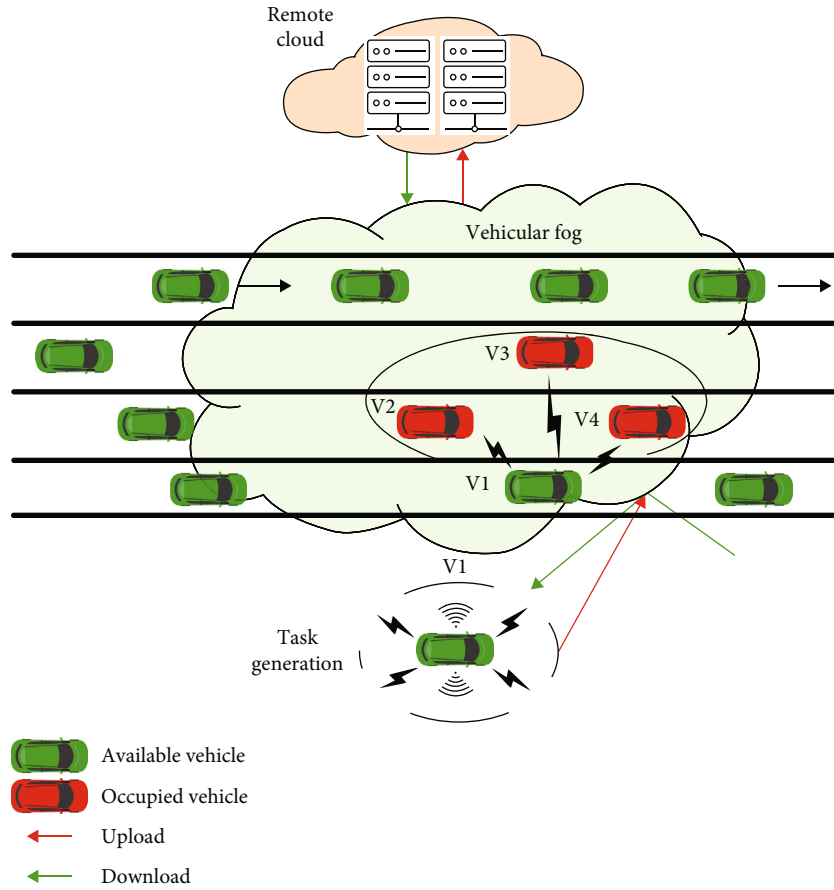 Remote
cloud
Vehicular fog
V3
V2
V4
V1
V1
Task
generation
Available vehicle
Occupied vehicle
Upload
Download